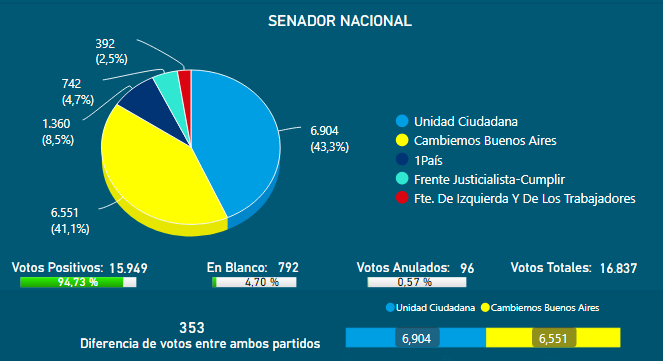 SENADOR NACIONAL
392
(2,5%)
742
(4,7%)
1.360
(8,5%)
6.904
(43,3%)
6.551
(41,1%)
Unidad Ciudadana
Cambiemos Buenos Aires
1País
Frente Justicialista-Cumplir
Fte. De Izquierda Y De Los Trabajadores
Votos Positivos: 15.949
94,73 %
En Blanco: 792
4,70 %
Votos Anulados: 96
0,57 %
Votos Totales: 16.837
Unidad Ciudadana Cambiemos Buenos Aires
353
Diferencia de votos entre ambos partidos
6,904 6,551